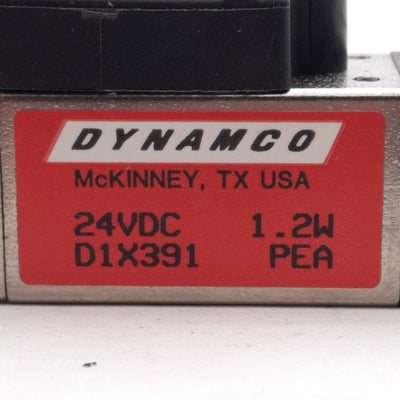 DYNAMCO
McKINNEY, TX USA
24VDC 1.2W
D1X391 PEA